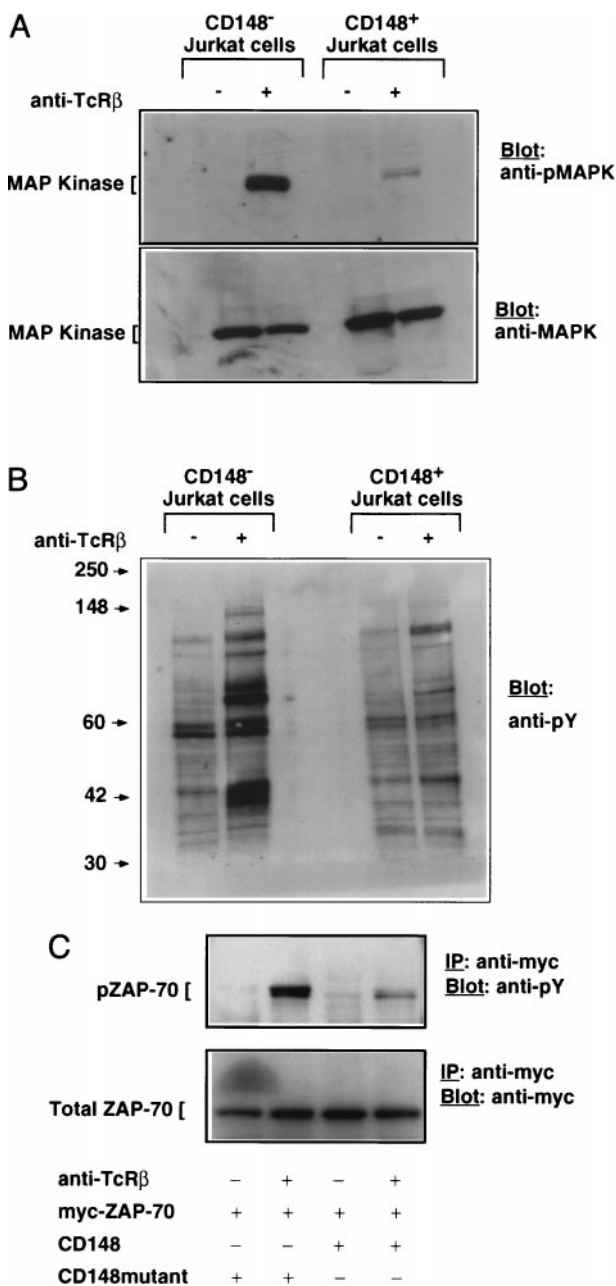 A
CD148⁻ CD148⁺
Jurkat cells Jurkat cells
anti-TcRβ - + - +
MAP Kinase [
Blot:
anti-pMAPK
MAP Kinase [
Blot:
anti-MAPK
B
CD148⁻ CD148⁺
Jurkat cells Jurkat cells
anti-TcRβ - + - +
250 →
148 →
60 →
42 →
30 →
Blot:
anti-pY
C
pZAP-70 [
IP: anti-myc
Blot: anti-pY
Total ZAP-70 [
IP: anti-myc
Blot: anti-myc
anti-TcRβ − + − +
myc-ZAP-70 + + + +
CD148 − − + +
CD148mutant + + − −